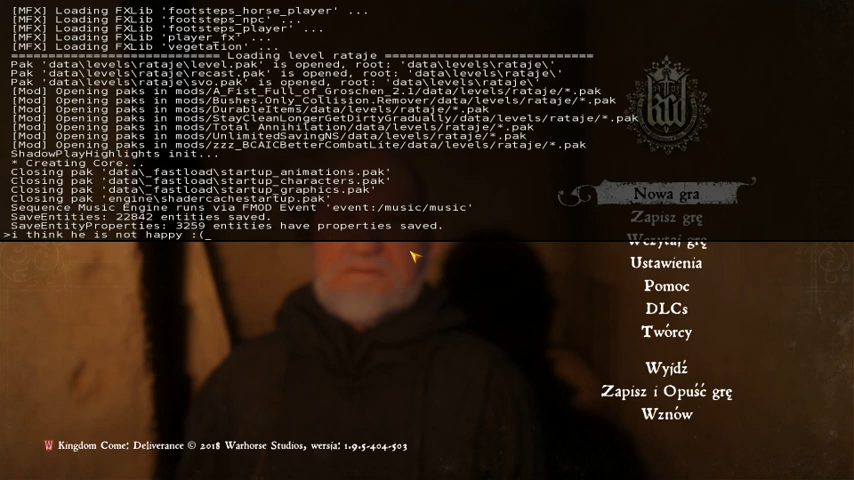 [MFX] Loading FXLib 'footsteps_horse_player' ...
[MFX] Loading FXLib 'footsteps_npc' ...
[MFX] Loading FXLib 'footsteps_player' ...
[MFX] Loading FXLib 'player_fx' ...
[MFX] Loading FXLib 'vegetation' ...
============================= Loading level rataje =============================
Pak 'data\levels\rataje\level.pak' is opened, root: 'data\levels\rataje\'
Pak 'data\levels\rataje\recast.pak' is opened, root: 'data\levels\rataje\'
Pak 'data\levels\rataje\svo.pak' is opened, root: 'data\levels\rataje\'
[Mod] Opening paks in mods/A_Fist_Full_of_Groschen_2.1/data/levels/rataje/*.pak
[Mod] Opening paks in mods/Bushes.Only_Collision.Remover/data/levels/rataje/*.pak
[Mod] Opening paks in mods/DurableItems/data/levels/rataje/*.pak
[Mod] Opening paks in mods/StayCleanLongerGetDirtyGradually/data/levels/rataje/*.pak
[Mod] Opening paks in mods/Total Annihilation/data/levels/rataje/*.pak
[Mod] Opening paks in mods/UnlimitedSavingNS/data/levels/rataje/*.pak
[Mod] Opening paks in mods/zzz_BCAICBetterCombatLite/data/levels/rataje/*.pak
ShadowPlayHighlights init...
* Creating Core...
Closing pak 'data\_fastload\startup_animations.pak'
Closing pak 'data\_fastload\startup_characters.pak'
Closing pak 'data\_fastload\startup_graphics.pak'
Closing pak 'engine\shadercachestartup.pak'
Sequence Music Engine runs via FMOD Event 'event:/music/music'
SaveEntities: 22842 entities saved.
SaveEntityProperties: 3259 entities have properties saved.
>i think he is not happy :(_
kcd
Nowa gra
Zapisz grę
Wczytaj grę
Ustawienia
Pomoc
DLCs
Twórcy
Wyjdź
Zapisz i Opuść grę
Wznów
Kingdom Come: Deliverance © 2018 Warhorse Studios, wersja: 1.9.5-404-503